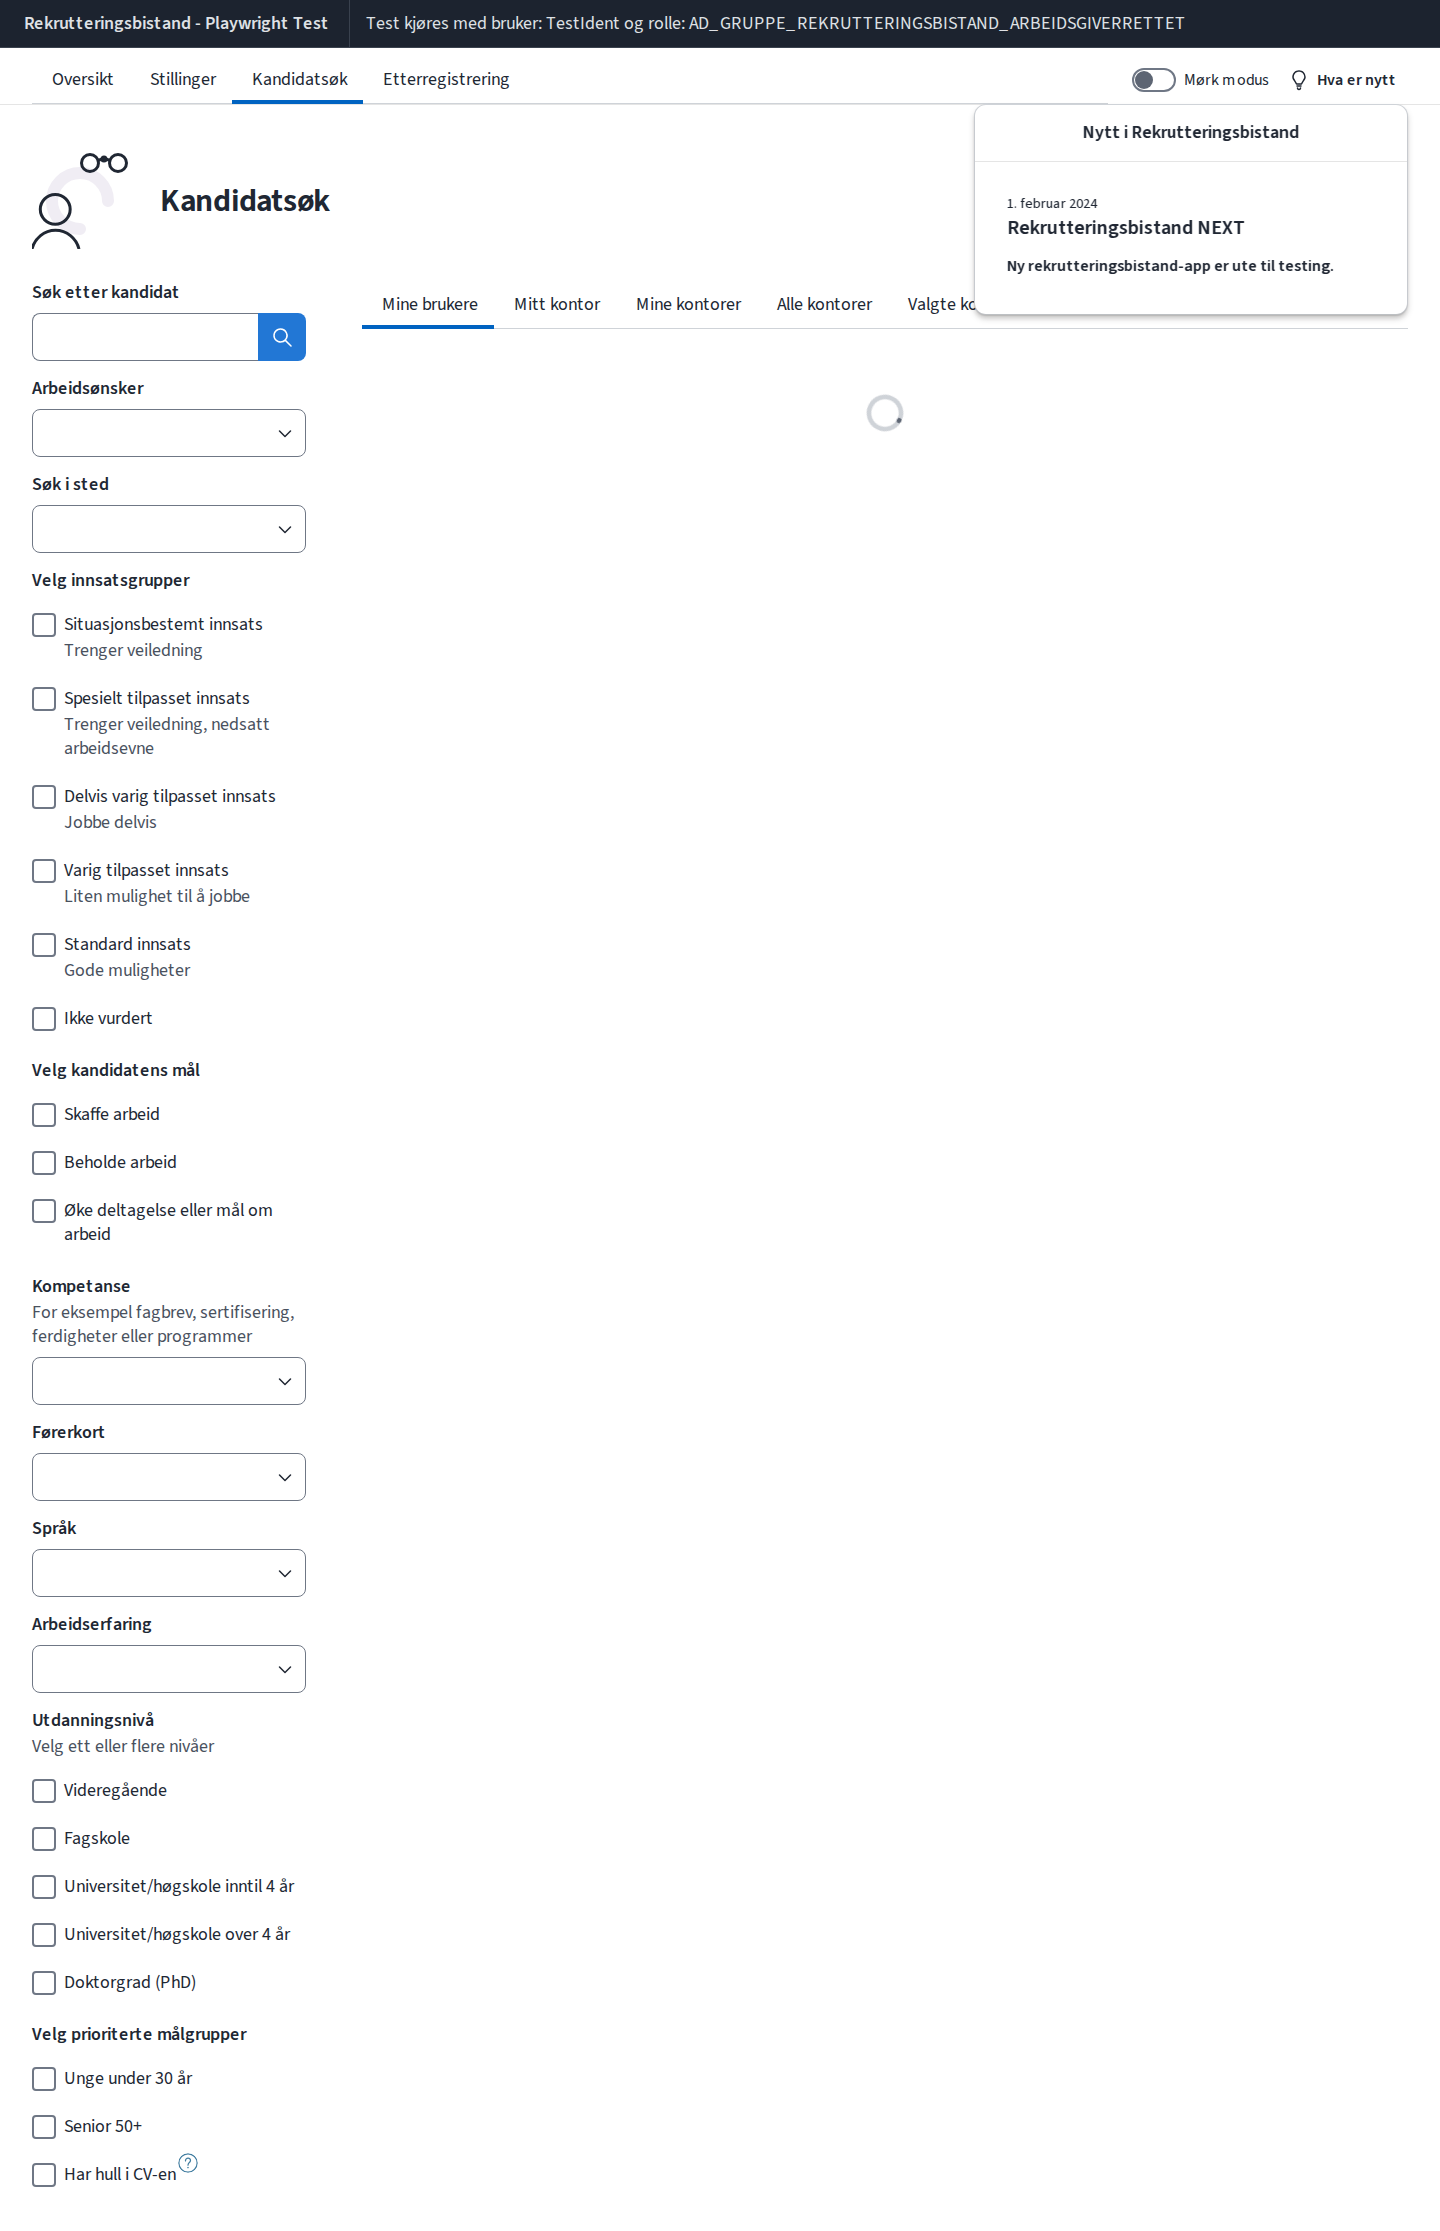 Rekrutteringsbistand - Playwright Test
Test kjøres med bruker: TestIdent og rolle: AD_GRUPPE_REKRUTTERINGSBISTAND_ARBEIDSGIVERRETTET
Oversikt
Stillinger
Kandidatsøk
Etterregistrering
Mørk modus
Hva er nytt
Nytt i Rekrutteringsbistand
1. februar 2024
Rekrutteringsbistand NEXT
Ny rekrutteringsbistand-app er ute til testing.
Kandidatsøk
Mine brukere
Mitt kontor
Mine kontorer
Alle kontorer
Valgte
Søk etter kandidat
Arbeidsønsker
Søk i sted
Velg innsatsgrupper
Situasjonsbestemt innsats
Trenger veiledning
Spesielt tilpasset innsats
Trenger veiledning, nedsatt
arbeidsevne
Delvis varig tilpasset innsats
Jobbe delvis
Varig tilpasset innsats
Liten mulighet til å jobbe
Standard innsats
Gode muligheter
Ikke vurdert
Velg kandidatens mål
Skaffe arbeid
Beholde arbeid
Øke deltagelse eller mål om
arbeid
Kompetanse
For eksempel fagbrev, sertifisering,
ferdigheter eller programmer
Førerkort
Språk
Arbeidserfaring
Utdanningsnivå
Velg ett eller flere nivåer
Videregående
Fagskole
Universitet/høgskole inntil 4 år
Universitet/høgskole over 4 år
Doktorgrad (PhD)
Velg prioriterte målgrupper
Unge under 30 år
Senior 50+
Har hull i CV-en